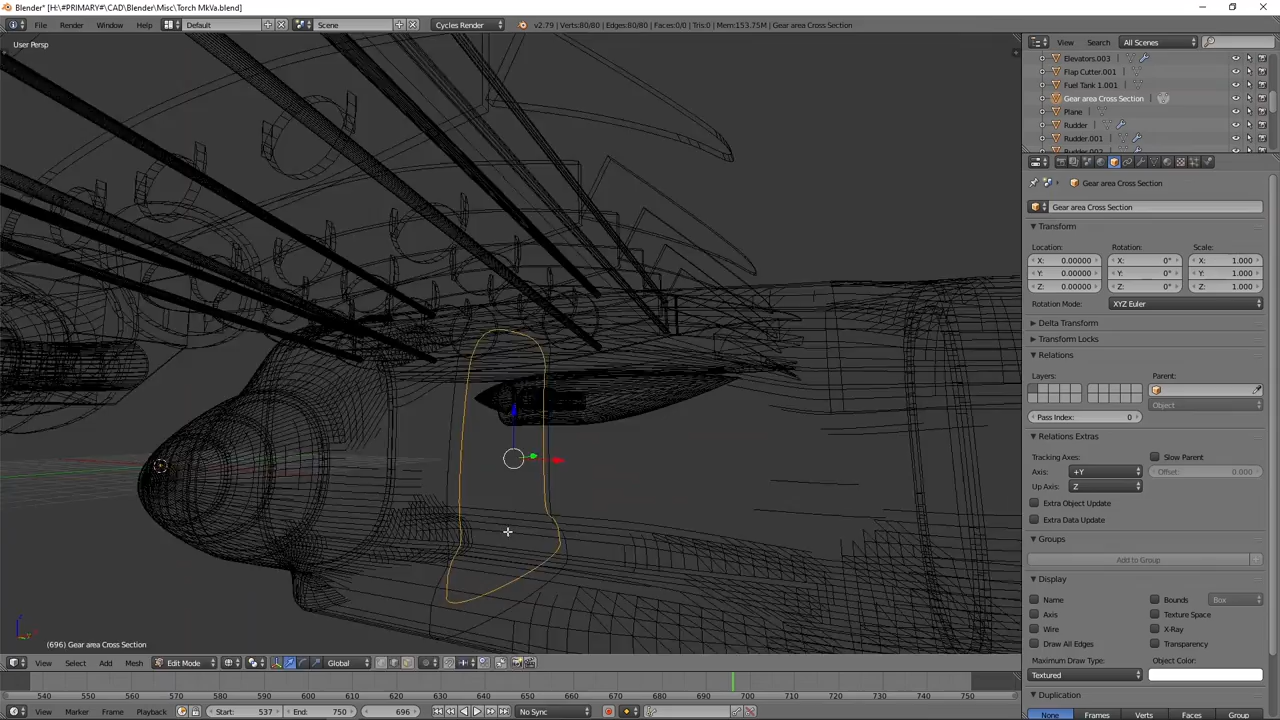 Blender* [H:\#PRIMARY#\CAD\Blender\Misc\Torch MkVa.blend]
File Render Window Help Default Scene Cycles Render v2.79 | Verts:80/80 | Edges:80/80 | Faces:0/0 | Tris:0 | Mem:153.75M | Gear area Cross Section
User Persp
View Search All Scenes
Elevators.003
Flap Cutter.001
Fuel Tank 1.001
Gear area Cross Section
Plane
Rudder
Rudder.001
Rudder.002
Gear area Cross Section
Gear area Cross Section
Transform
Location: Rotation: Scale:
X: 0.00000 X: 0° X: 1.000
Y: 0.00000 Y: 0° Y: 1.000
Z: 0.00000 Z: 0° Z: 1.000
Rotation Mode: XYZ Euler
Delta Transform
Transform Locks
Relations
Layers: Parent:
Pass Index: 0 Object
Relations Extras
Tracking Axes: Slow Parent
Axis: +Y Offset: 0.000
Up Axis: Z
Extra Object Update
Extra Data Update
Groups
Add to Group
Display
Name Bounds Box
Axis Texture Space
Wire X-Ray
Draw All Edges Transparency
Maximum Draw Type: Object Color:
Textured
Duplication
None Frames Verts Faces Group
(696) Gear area Cross Section
View Select Add Mesh Edit Mode Global
540 550 560 570 580 590 600 610 620 630 640 650 660 670 680 690 700 710 720 730 740 750
View Marker Frame Playback Start: 537 End: 750 696 No Sync